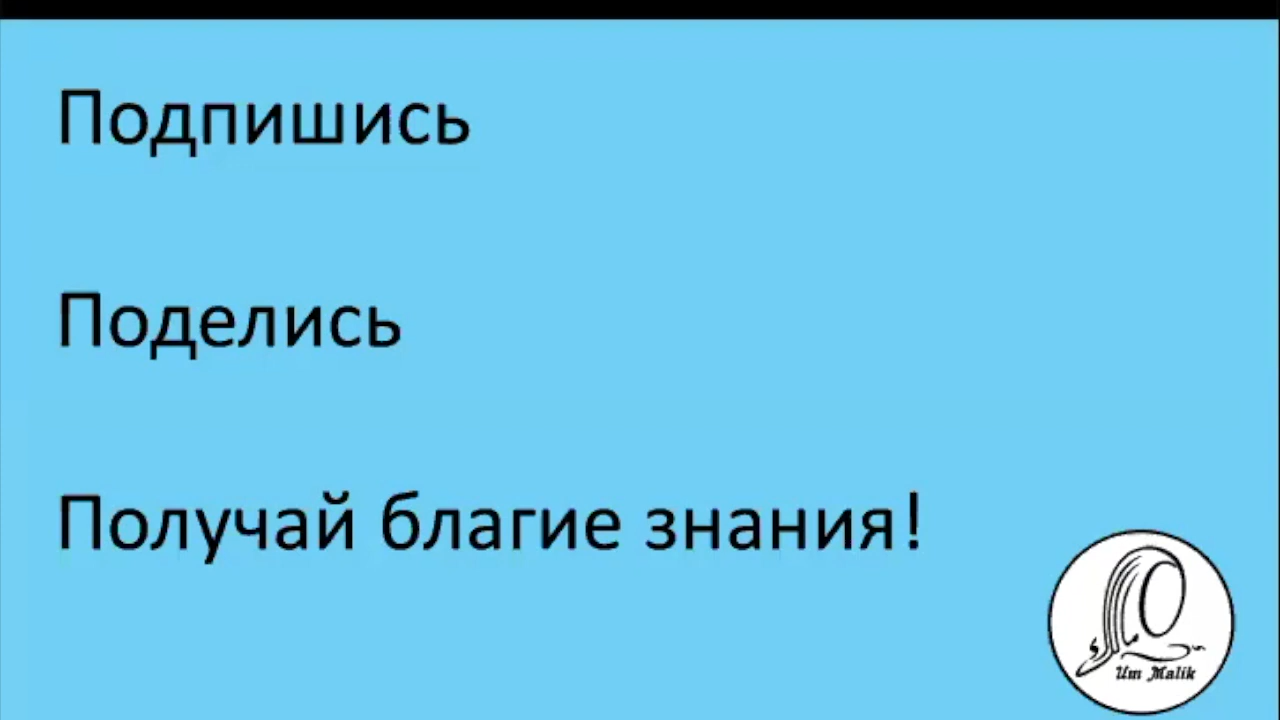 Подпишись
Поделись
Получай благие знания!
Um Malik